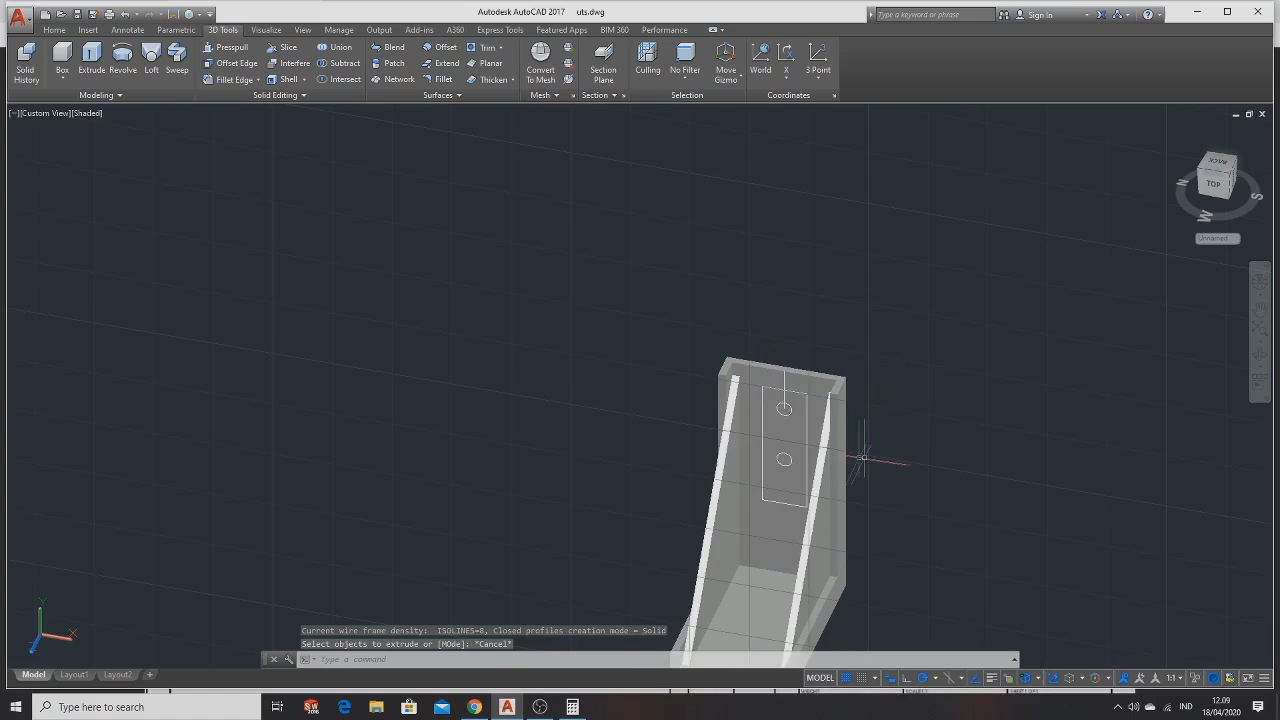 Autodesk AutoCAD 2017 uts.dwg
Type a keyword or phrase
Sign In
Home Insert Annotate Parametric 3D Tools Visualize View Manage Output Add-ins A360 Express Tools Featured Apps BIM 360 Performance
Solid History
Box
Extrude
Revolve
Loft
Sweep
Presspull
Offset Edge
Fillet Edge
Slice
Interfere
Shell
Union
Subtract
Intersect
Blend
Patch
Network
Offset
Extend
Fillet
Trim
Planar
Thicken
Convert To Mesh
Section Plane
Culling
No Filter
Move Gizmo
World
X
3 Point
Modeling
Solid Editing
Surfaces
Mesh
Section
Selection
Coordinates
[−][Custom View][Shaded]
BACK
TOP
N
S
W
Unnamed
Y
X
Current wire frame density: ISOLINES=8, Closed profiles creation mode = Solid
Select objects to extrude or [MOde]: *Cancel*
Type a command
Model Layout1 Layout2 +
MODEL
1:1
Type here to search
SW
IND
12.09
18/04/2020